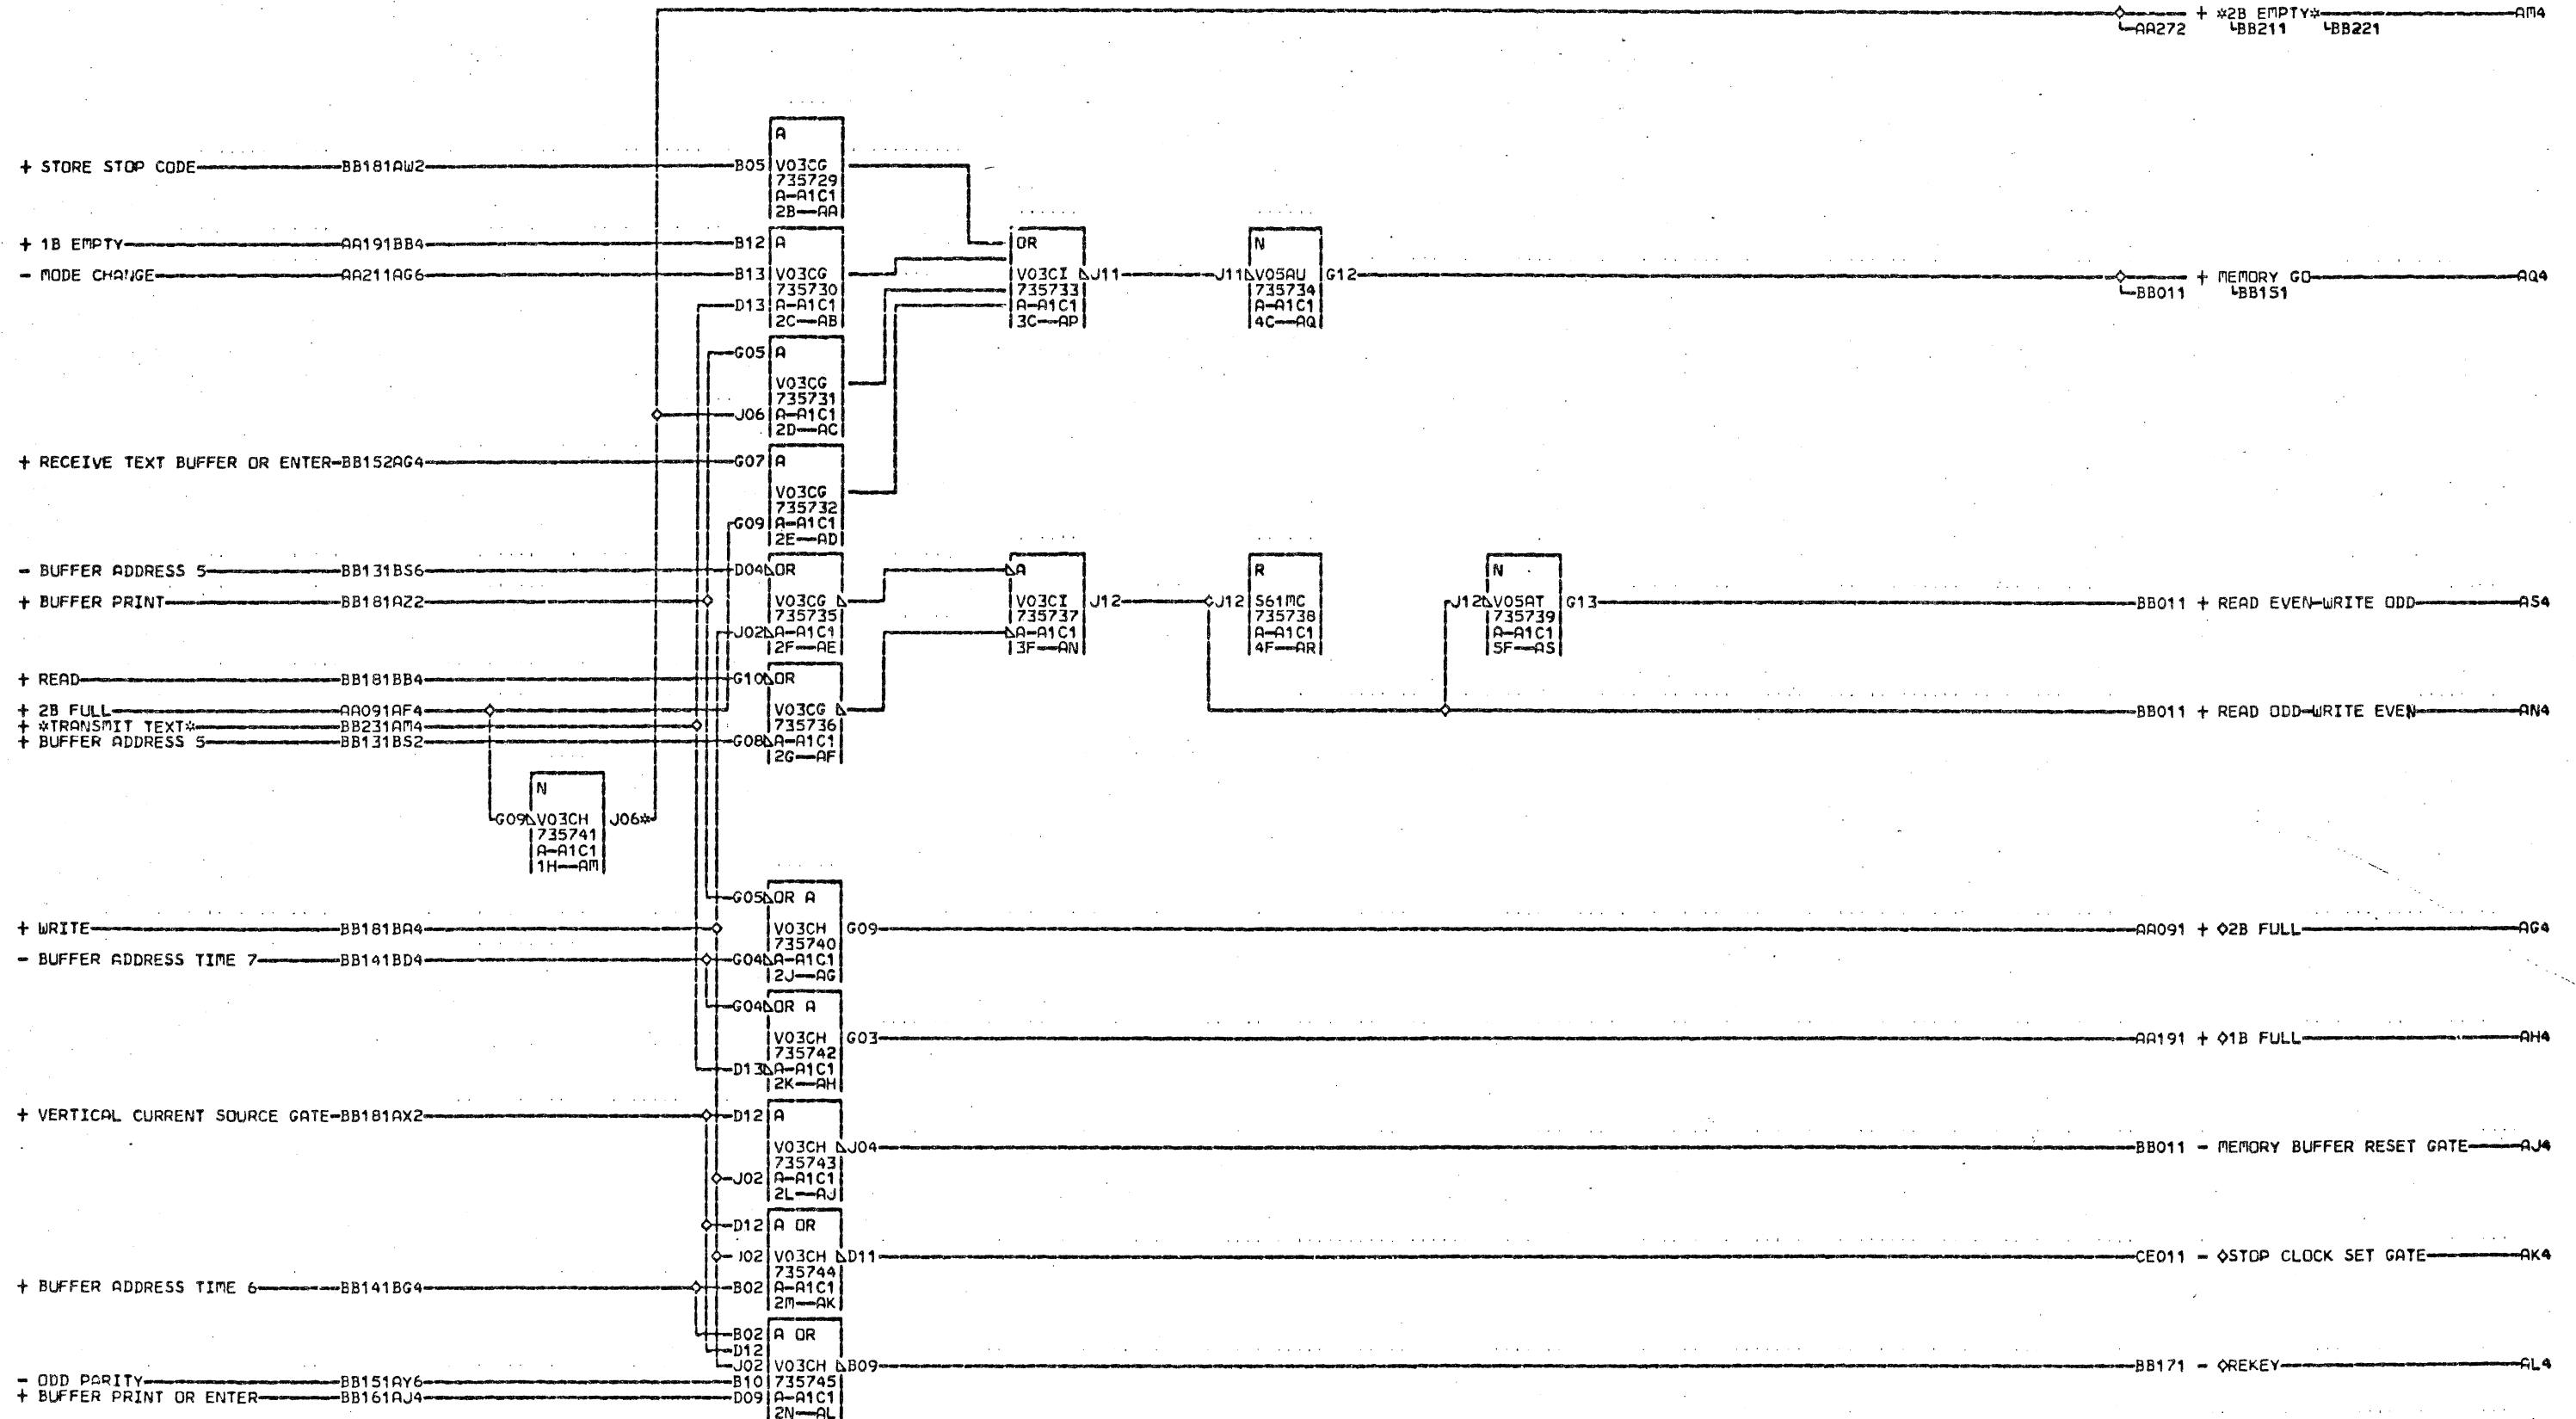 + *2B EMPTY* AM4
AA272 BB211 BB221
A
+ STORE STOP CODE BB181AW2 B05 V03CG
735729
A-A1C1
2B—AA
+ 1B EMPTY AA191BB4 B12 A OR N
- MODE CHANGE AA211AG6 B13 V03CG V03CI J11 J11 V05AU G12 + MEMORY GO AQ4
735730 735733 735734 BB011 BB151
D13 A-A1C1 A-A1C1 A-A1C1
2C—AB 3C—AP 4C—AQ
G05 A
V03CG
735731
J06 A-A1C1
2D—AC
+ RECEIVE TEXT BUFFER OR ENTER BB152AG4 G07 A
V03CG
735732
G09 A-A1C1
2E—AD
- BUFFER ADDRESS 5 BB131BS6 D04 OR A R N
+ BUFFER PRINT BB181AZ2 V03CG V03CI J12 J12 S61MC J12 V05AT G13 BB011 + READ EVEN-WRITE ODD AS4
735735 735737 735738 735739
J02 A-A1C1 A-A1C1 A-A1C1 A-A1C1
2F—AE 3F—AN 4F—AR 5F—AS
+ READ BB181BB4 G10 OR
+ 2B FULL AA091AF4 V03CG BB011 + READ ODD-WRITE EVEN AN4
+ *TRANSMIT TEXT* BB231AM4 735736
+ BUFFER ADDRESS 5 BB131BS2 G08 A-A1C1
2G—AF
N
G09 V03CH J06*
735741
A-A1C1
1H—AM
G05 OR A
+ WRITE BB181BA4 V03CH G09 AA091 + ◇2B FULL AG4
735740
- BUFFER ADDRESS TIME 7 BB141BD4 G04 A-A1C1
2J—AG
G04 OR A
V03CH G03 AA191 + ◇1B FULL AH4
735742
D13 A-A1C1
2K—AH
+ VERTICAL CURRENT SOURCE GATE BB181AX2 D12 A
V03CH J04 BB011 - MEMORY BUFFER RESET GATE AJ4
735743
J02 A-A1C1
2L—AJ
D12 A OR
J02 V03CH D11 CE011 - ◇STOP CLOCK SET GATE AK4
735744
+ BUFFER ADDRESS TIME 6 BB141BG4 B02 A-A1C1
2M—AK
B02 A OR
D12
J02 V03CH B09 BB171 - ◇REKEY AL4
- ODD PARITY BB151AY6 B10 735745
+ BUFFER PRINT OR ENTER BB161AJ4 D09 A-A1C1
2N—AL